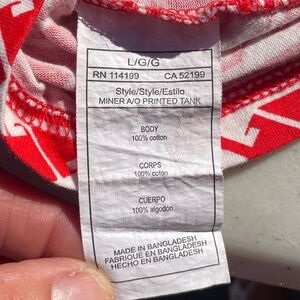 L/G/G
RN 114199 CA 52199
Style/Style/Estilo
MINER A/O PRINTED TANK
BODY
100% cotton
CORPS
100% coton
CUERPO
100% algodon
MADE IN BANGLADESH
FABRIQUE EN BANGLADESH
HECHO EN BANGLADESH